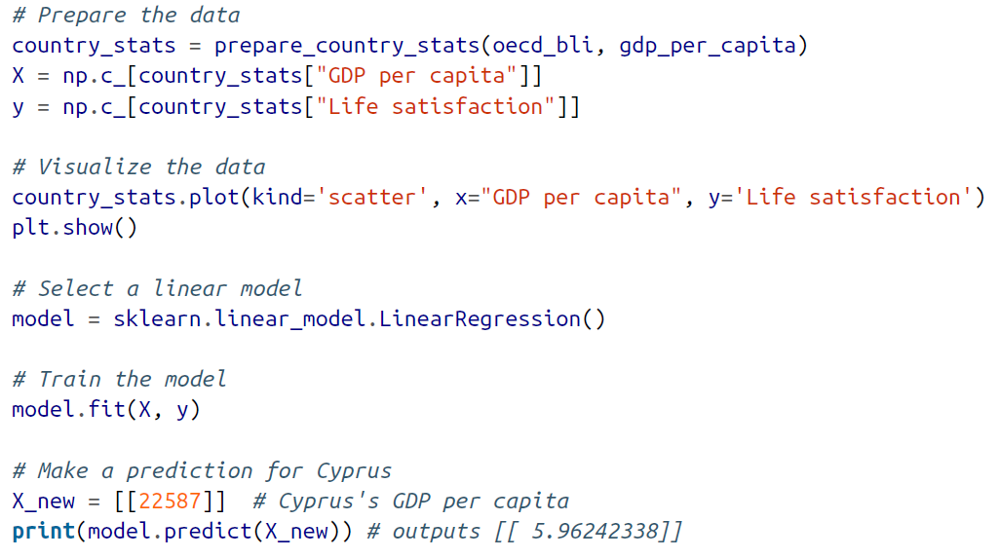 # Prepare the data
country_stats = prepare_country_stats(oecd_bli, gdp_per_capita)
X = np.c_[country_stats["GDP per capita"]]
y = np.c_[country_stats["Life satisfaction"]]
# Visualize the data
country_stats.plot(kind='scatter', x="GDP per capita", y='Life satisfaction')
plt.show()
# Select a linear model
model = sklearn.linear_model.LinearRegression()
# Train the model
model.fit(X, y)
# Make a prediction for Cyprus
X_new = [[22587]]  # Cyprus's GDP per capita
print(model.predict(X_new)) # outputs [[ 5.96242338]]